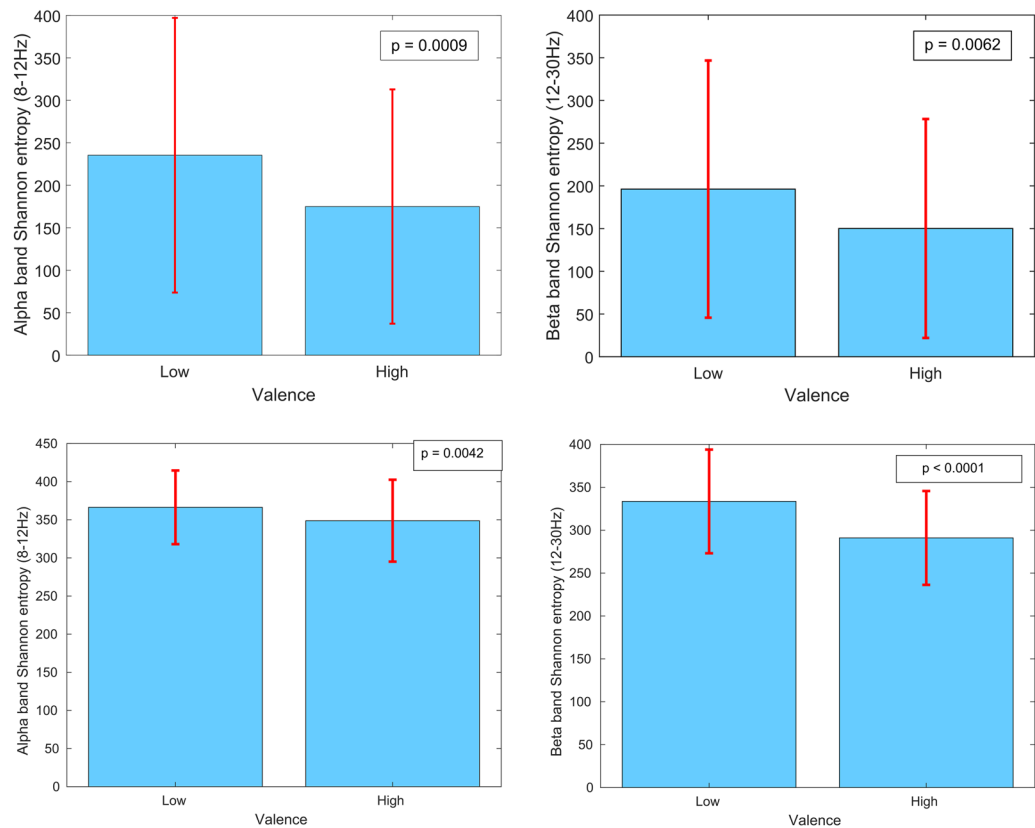 Alpha band Shannon entropy (8-12Hz)
400
350
300
250
200
150
100
50
0
p = 0.0009
Low
High
Valence
Beta band Shannon entropy (12-30Hz)
400
350
300
250
200
150
100
50
0
p = 0.0062
Low
High
Valence
Alpha band Shannon entropy (8-12Hz)
450
400
350
300
250
200
150
100
50
0
p = 0.0042
Low
High
Valence
Beta band Shannon entropy (12-30Hz)
400
350
300
250
200
150
100
50
0
p < 0.0001
Low
High
Valence